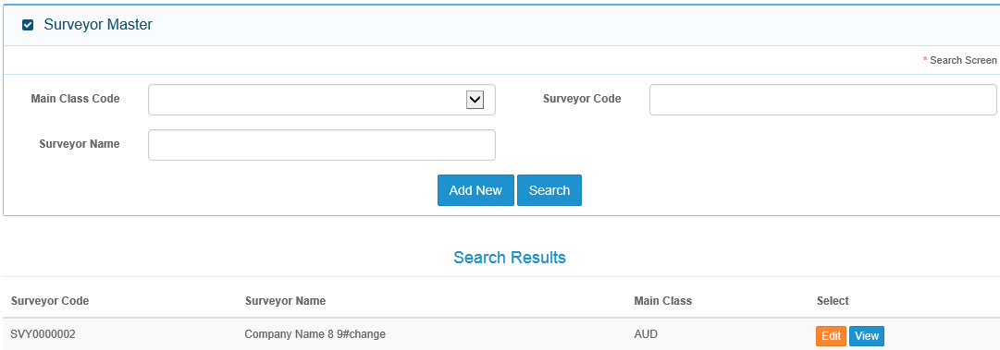 Surveyor Master
* Search Screen
Main Class Code Surveyor Code
Surveyor Name
Add New Search
Search Results
Surveyor Code Surveyor Name Main Class Select
SVY0000002 Company Name 8 9#change AUD Edit View